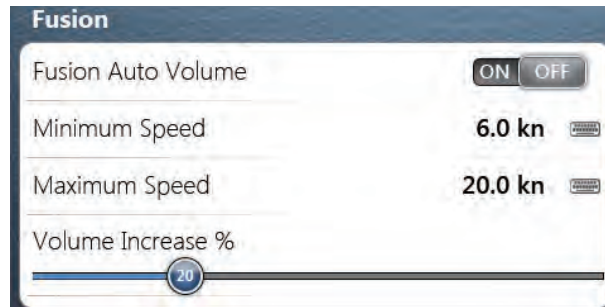 Fusion
Fusion Auto Volume ON OFF
Minimum Speed 6.0 kn
Maximum Speed 20.0 kn
Volume Increase %
20